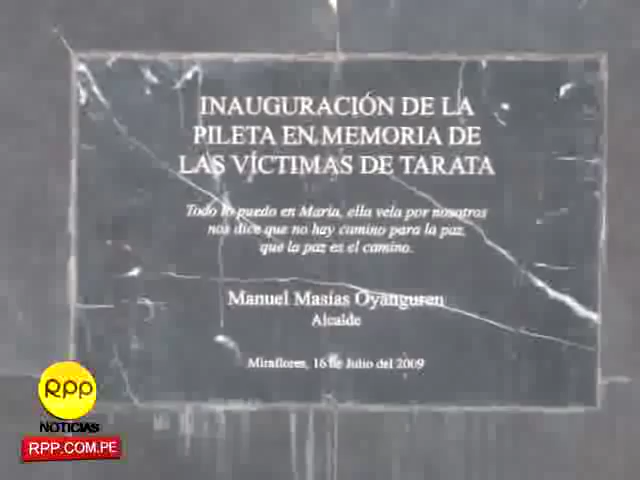 INAUGURACIÓN DE LA
PILETA EN MEMORIA DE
LAS VÍCTIMAS DE TARATA
Todo lo puedo en María, ella vela por nosotros
nos dice que no hay camino para la paz,
que la paz es el camino.
Manuel Masías Oyanguren
Alcalde
Miraflores, 16 de Julio del 2009
RPP
NOTICIAS
RPP.COM.PE